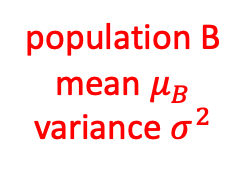 population B
mean μ_B
variance σ²